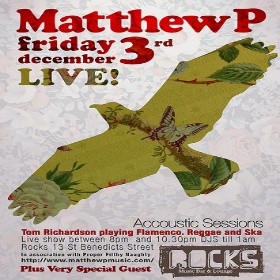 Matthew P
friday 3rd
december
LIVE!
Accoustic Sessions
Tom Richardson playing Flamenco, Reggae and Ska
Live show between 8pm and 10.30pm DJS till 1am
Rocks 13 St Benedicts Street
In association with Proper Filthy Naughty
http://www.matthewpmusic.com/
Plus Very Special Guest
ROCKS
Music Bar & Lounge